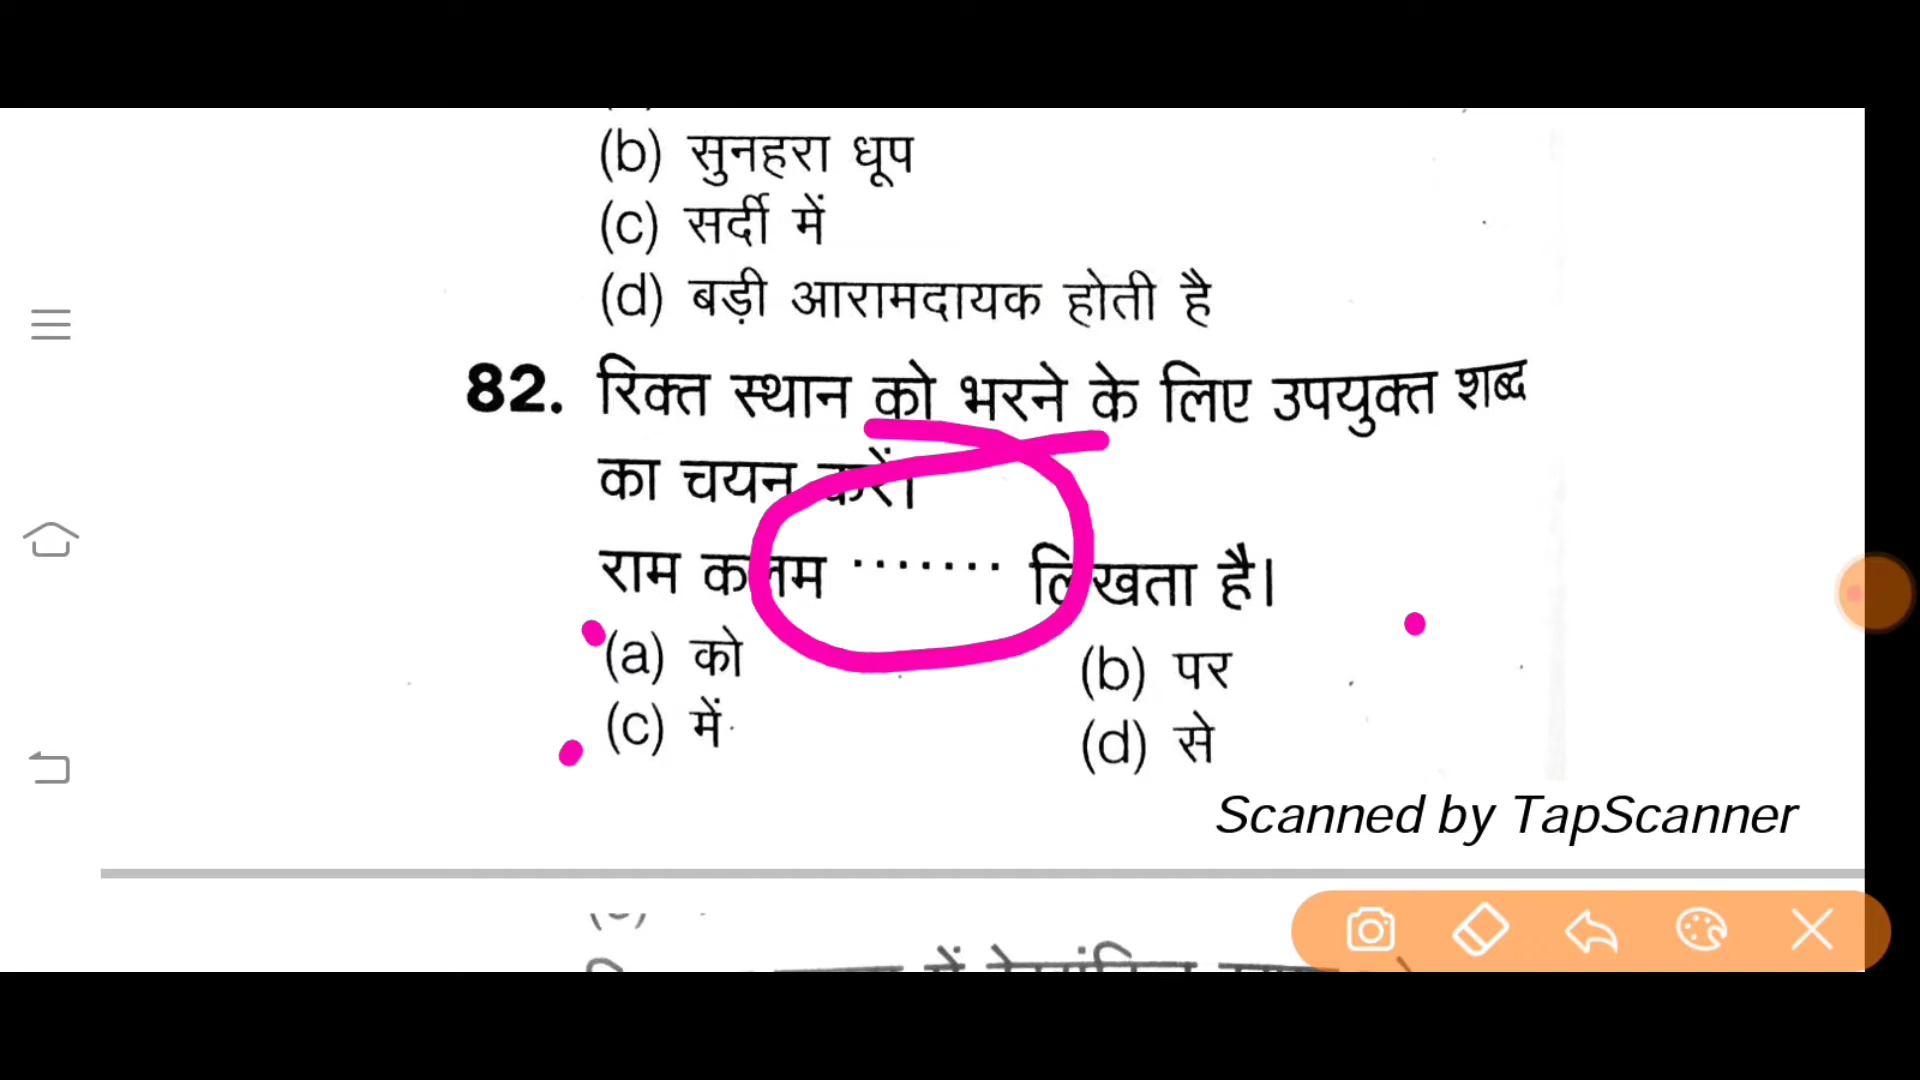 (b) सुनहरा धूप
(c) सर्दी में
(d) बड़ी आरामदायक होती है
82. रिक्त स्थान को भरने के लिए उपयुक्त शब्द
का चयन करें।
राम कलम ....... लिखता है।
(a) को (b) पर
(c) में (d) से
Scanned by TapScanner